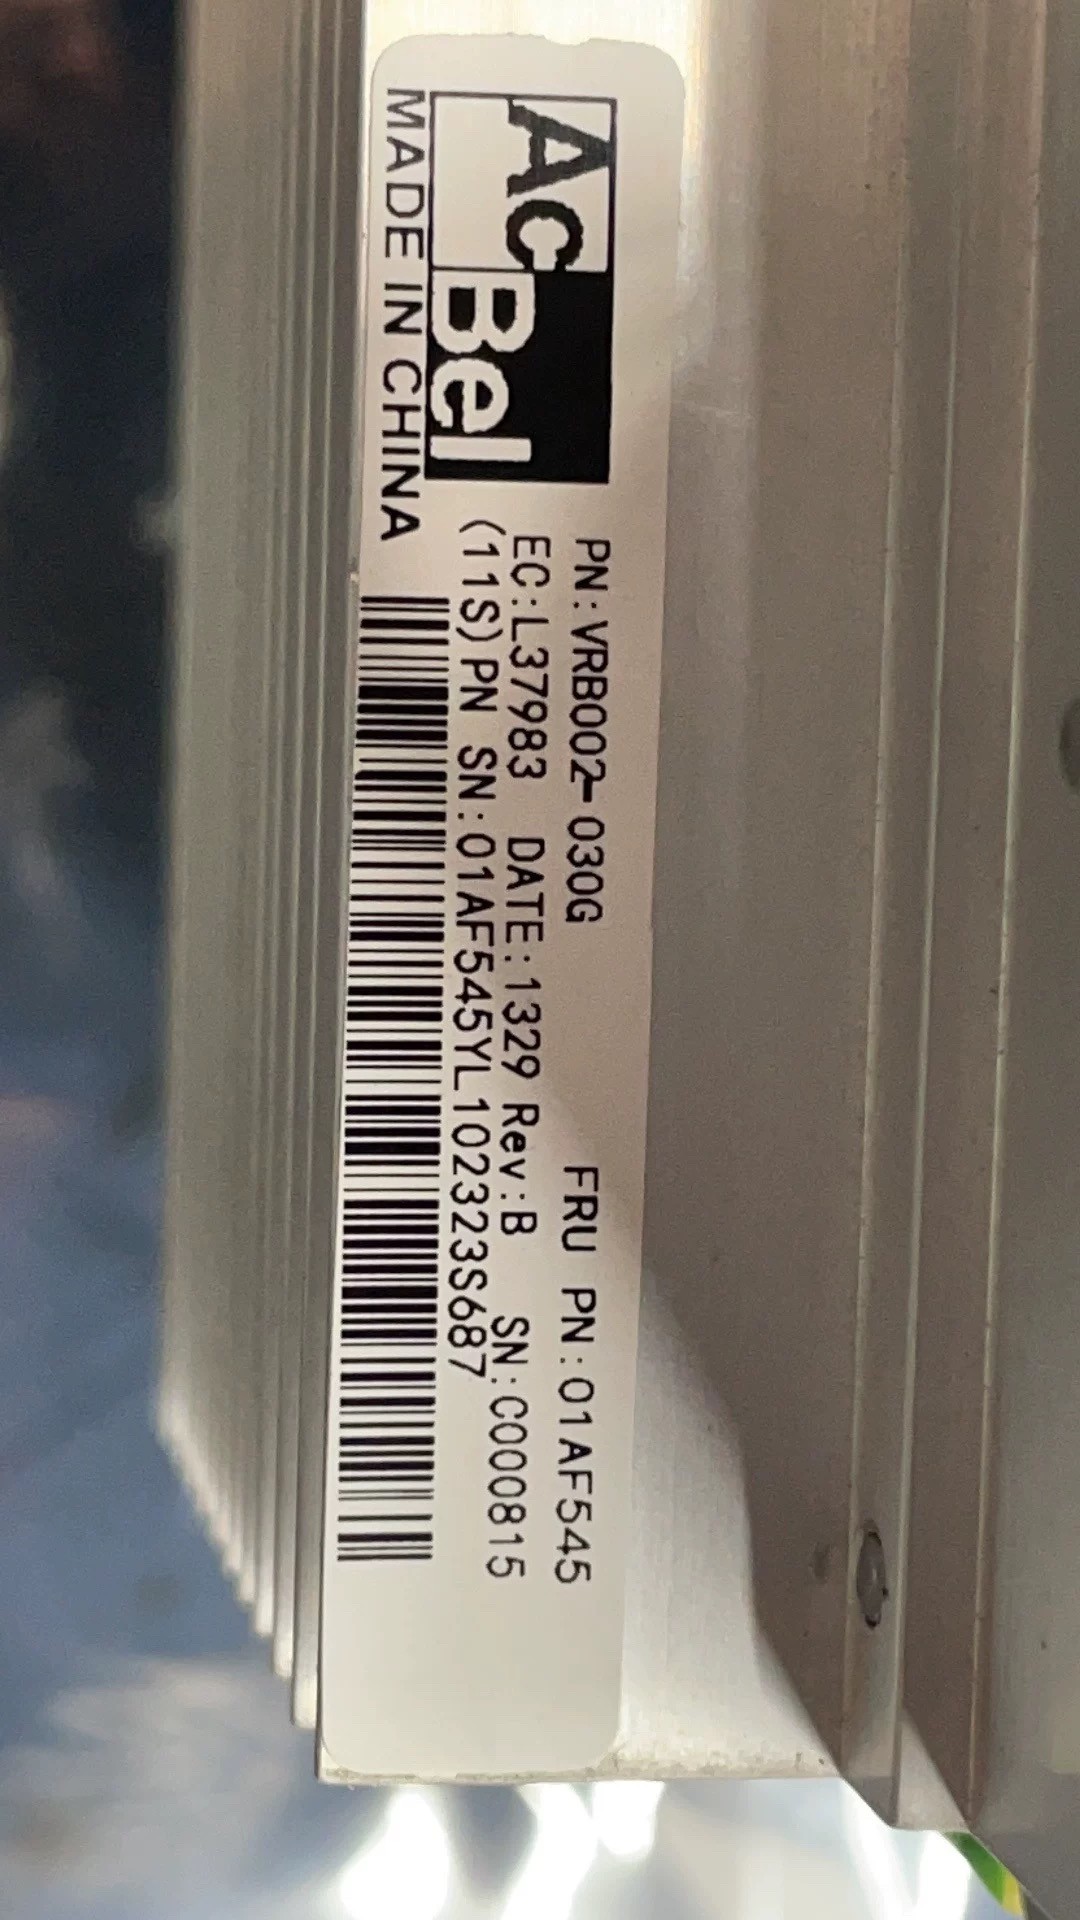 AcBel
PN:VRB002-030G FRU PN:01AF545
EC:L37983 DATE:1329 Rev:B SN:C000815
(11S)PN SN:01AF545YL102323S687
MADE IN CHINA